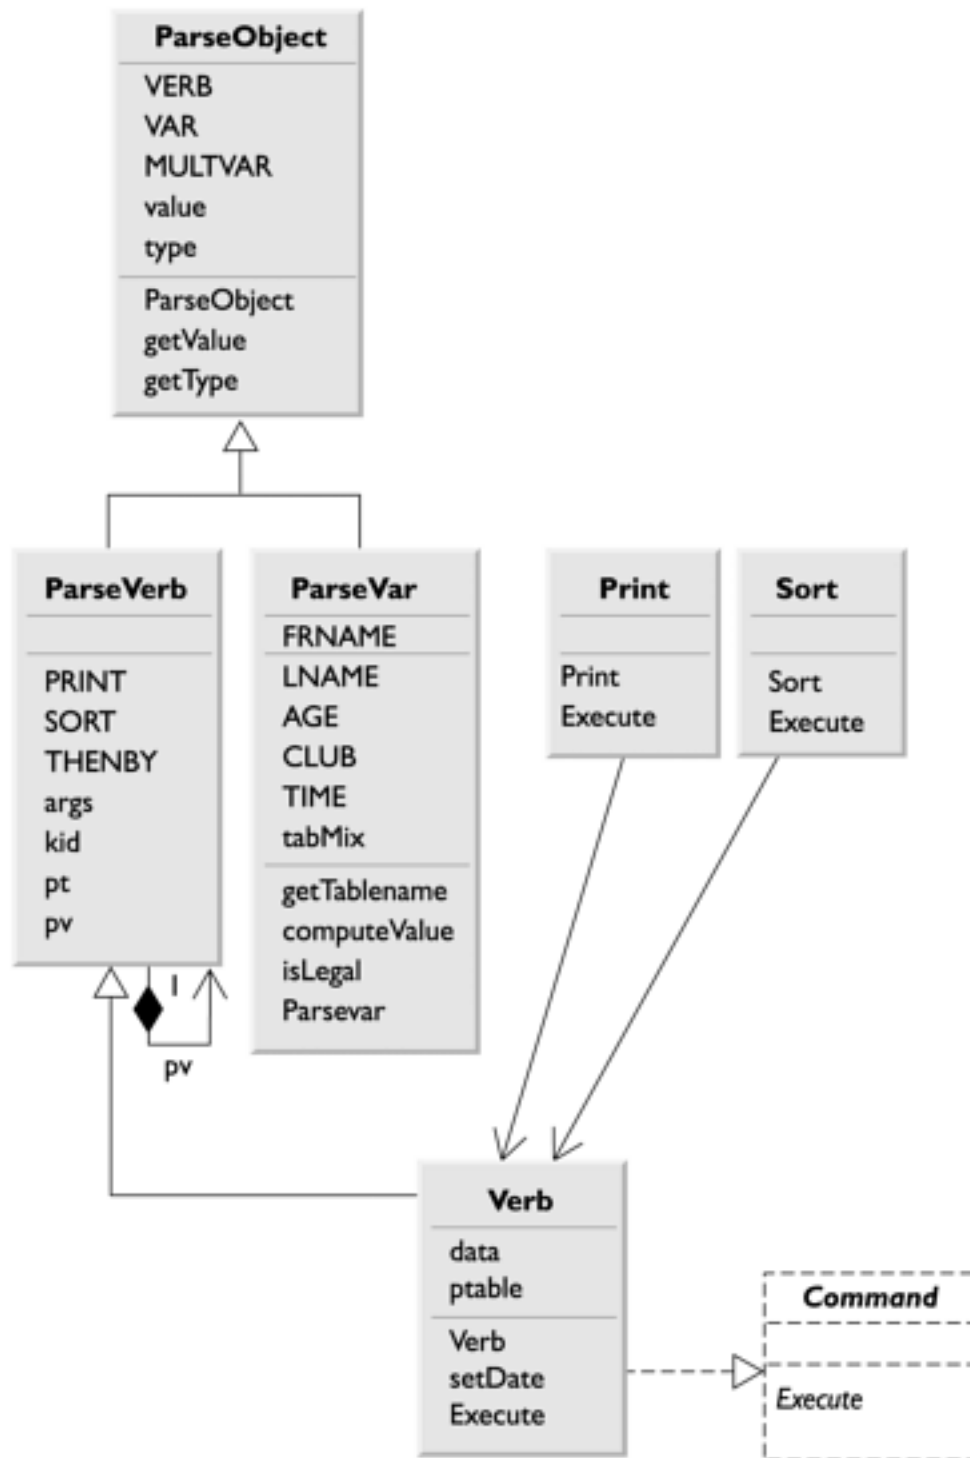 ParseObject
VERB
VAR
MULTVAR
value
type
ParseObject
getValue
getType
ParseVerb
PRINT
SORT
THENBY
args
kid
pt
pv
1
pv
ParseVar
FRNAME
LNAME
AGE
CLUB
TIME
tabMix
getTablename
computeValue
isLegal
Parsevar
Print
Print
Execute
Sort
Sort
Execute
Verb
data
ptable
Verb
setDate
Execute
Command
Execute